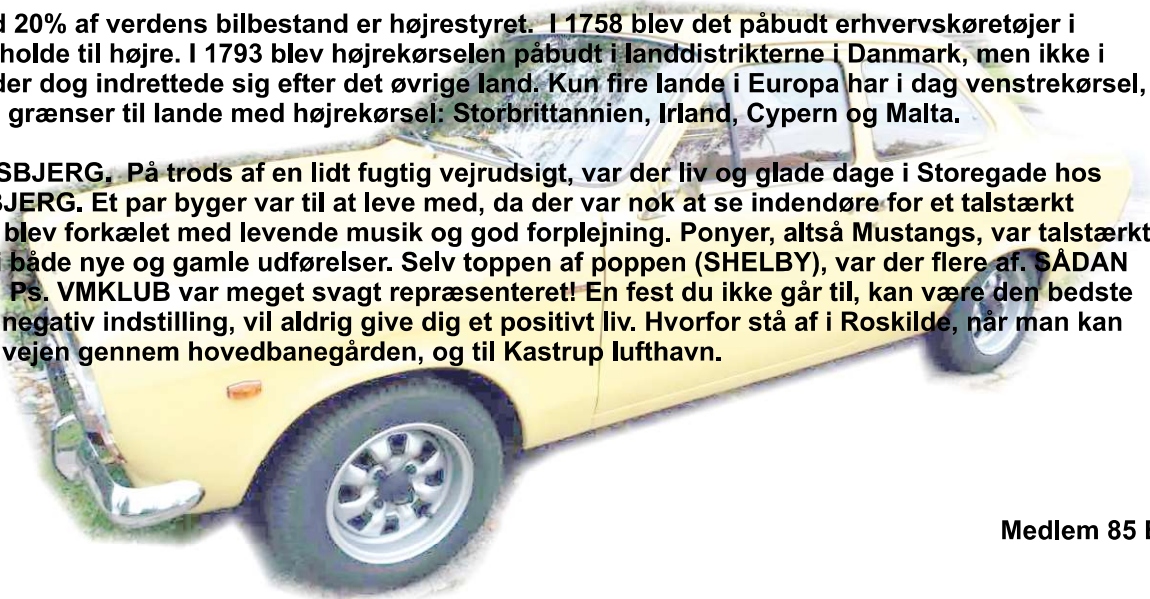 20% af verdens bilbestand er højrestyret. I 1758 blev det påbudt erhvervskøretøjer i
holde til højre. I 1793 blev højrekørselen påbudt i landdistrikterne i Danmark, men ikke i
der dog indrettede sig efter det øvrige land. Kun fire lande i Europa har i dag venstrekørsel,
grænser til lande med højrekørsel: Storbrittannien, Irland, Cypern og Malta.
SBJERG. På trods af en lidt fugtig vejrudsigt, var der liv og glade dage i Storegade hos
BJERG. Et par byger var til at leve med, da der var nok at se indendøre for et talstærkt
blev forkælet med levende musik og god forplejning. Ponyer, altså Mustangs, var talstærkt
både nye og gamle udførelser. Selv toppen af poppen (SHELBY), var der flere af. SÅDAN
Ps. VMKLUB var meget svagt repræsenteret! En fest du ikke går til, kan være den bedste
negativ indstilling, vil aldrig give dig et positivt liv. Hvorfor stå af i Roskilde, når man kan
vejen gennem hovedbanegården, og til Kastrup lufthavn.
Medlem 85